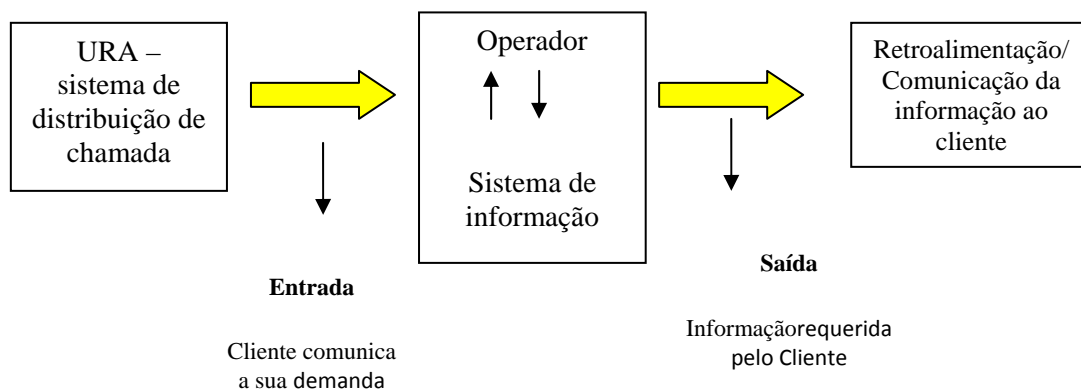 URA –
sistema de
distribuição de
chamada
Operador
Sistema de
informação
Retroalimentação/
Comunicação da
informação ao
cliente
Entrada
Cliente comunica
a sua demanda
Saída
Informaçãorequerida
pelo Cliente